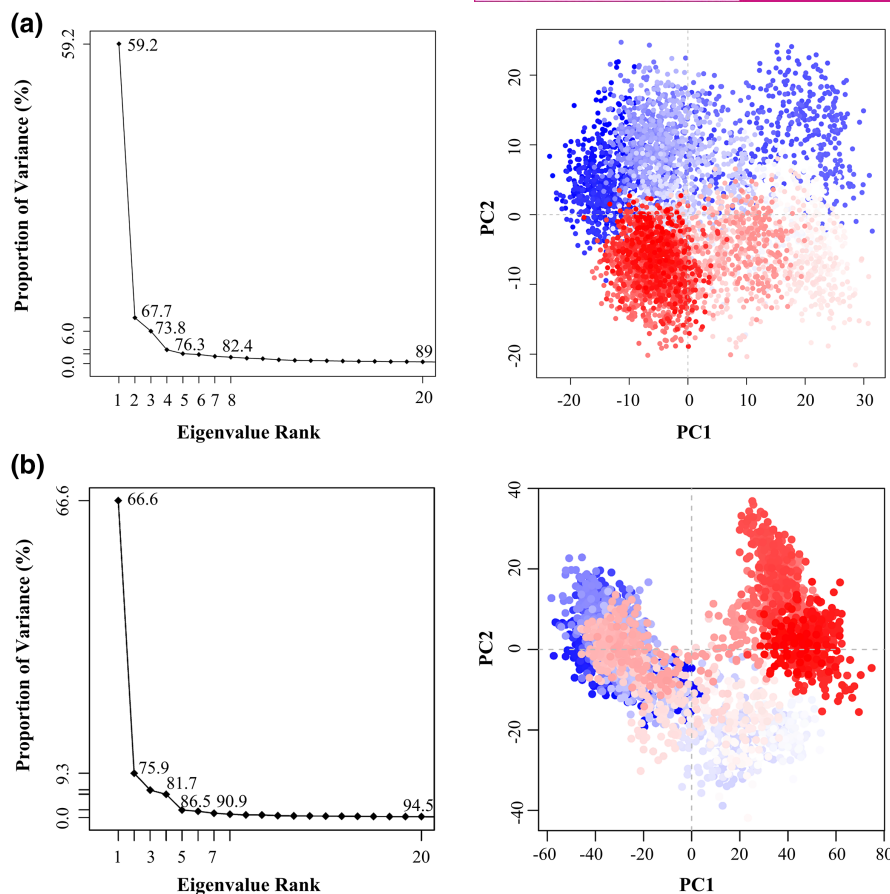 (a)
Proportion of Variance (%)
59.2
6.0
0.0
59.2
67.7
73.8
76.3
82.4
89
1 2 3 4 5 6 7 8 20
Eigenvalue Rank
PC2
20
10
0
-10
-20
-20 -10 0 10 20 30
PC1
(b)
Proportion of Variance (%)
66.6
9.3
0.0
66.6
75.9
81.7
86.5 90.9
94.5
1 3 5 7 20
Eigenvalue Rank
PC2
40
20
0
-20
-40
-60 -40 -20 0 20 40 60 80
PC1